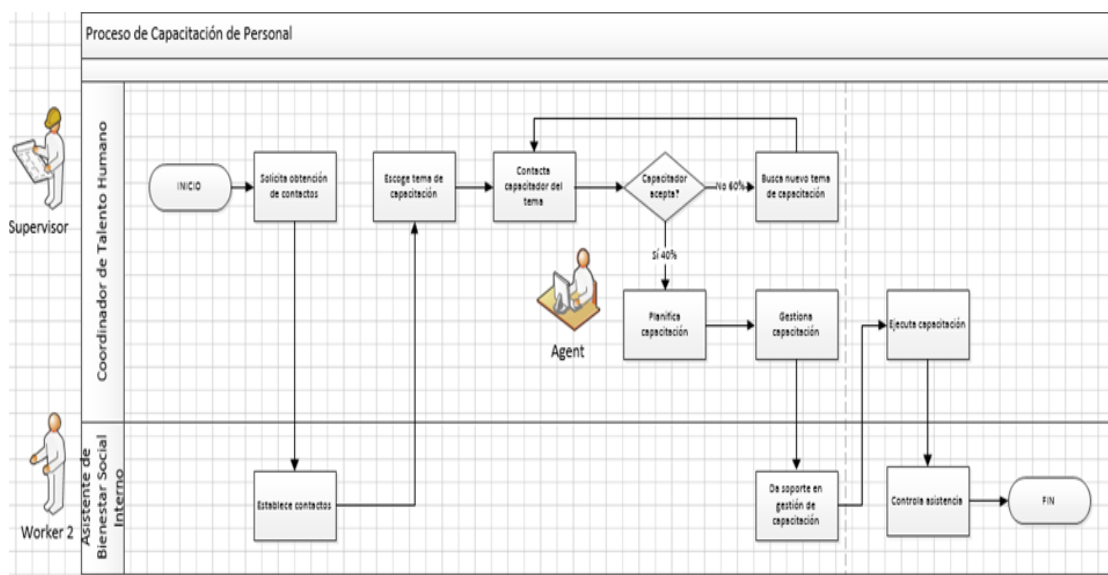 Proceso de Capacitación de Personal
Supervisor
Coordinador de Talento Humano
INICIO
Solicita obtención
de contactos
Escoge tema de
capacitación
Contacta
capacitador del
tema
Capacitador
acepta?
No 60%
Busca nuevo tema
de capacitación
Sí 40%
Agent
Planifica
capacitación
Gestiona
capacitación
Ejecuta capacitación
Worker 2
Asistente de
Bienestar Social
Interno
Establece contactos
Da soporte en
gestión de
capacitación
Controla asistencia
FIN